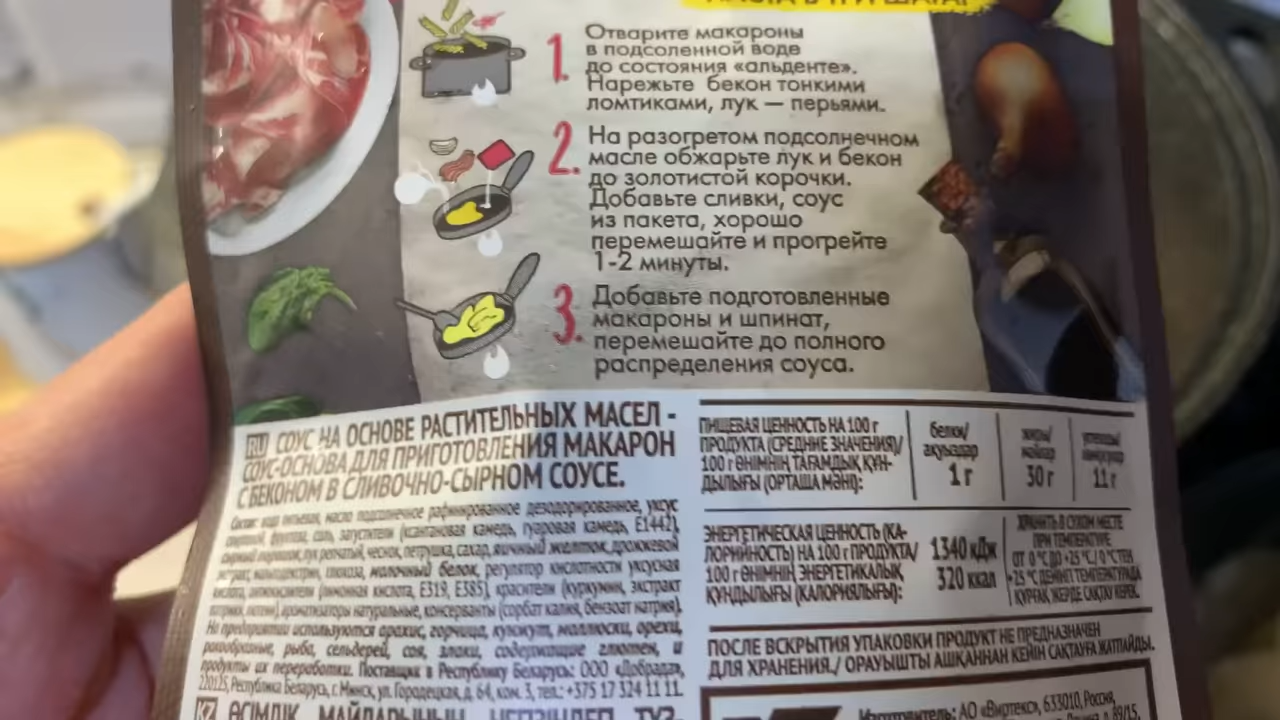 1.
Отварите макароны
в подсоленной воде
до состояния «альденте».
Нарежьте бекон тонкими
ломтиками, лук — перьями.
2.
На разогретом подсолнечном
масле обжарьте лук и бекон
до золотистой корочки.
Добавьте сливки, соус
из пакета, хорошо
перемешайте и прогрейте
1-2 минуты.
3.
Добавьте подготовленные
макароны и шпинат,
перемешайте до полного
распределения соуса.
RU СОУС НА ОСНОВЕ РАСТИТЕЛЬНЫХ МАСЕЛ -
СОУС-ОСНОВА ДЛЯ ПРИГОТОВЛЕНИЯ МАКАРОН
С БЕКОНОМ В СЛИВОЧНО-СЫРНОМ СОУСЕ.
Состав: вода питьевая, масло подсолнечное рафинированное дезодорированное, уксус
спиртовой, фруктоза, соль, загустители (ксантановая камедь, гуаровая камедь, Е1442),
сырный порошок, лук репчатый, чеснок, петрушка, сахар, яичный желток, дрожжевой
экстракт, мальтодекстрин, глюкоза, молочный белок, регулятор кислотности уксусная
кислота, антиокислители (лимонная кислота, Е319, Е385), красители (куркумин, экстракт
паприки, лютеин), ароматизаторы натуральные, консерванты (сорбат калия, бензоат натрия).
На предприятии используются арахис, горчица, кунжут, моллюски, орехи,
ракообразные, рыба, сельдерей, соя, злаки, содержащие глютен, и
продукты их переработки. Поставщик в Республику Беларусь: ООО «Добрада»,
220125, Республика Беларусь, г. Минск, ул. Городецкая, д. 64, ком. 3, тел.: +375 17 324 11 11.
KZ ӨСІМДІК МАЙЛАРЫНЫҢ НЕГІЗІНДЕГІ ТҰЗ-
ПИЩЕВАЯ ЦЕННОСТЬ НА 100 г
ПРОДУКТА (СРЕДНИЕ ЗНАЧЕНИЯ)/
100 г ӨНІМНІҢ ТАҒАМДЫҚ ҚҰН-
ДЫЛЫҒЫ (ОРТАША МӘНІ):
белки/
ақуыздар
1 г
жиры/
майлар
30 г
углеводы/
көмірсулар
11 г
ЭНЕРГЕТИЧЕСКАЯ ЦЕННОСТЬ (КА-
ЛОРИЙНОСТЬ) НА 100 г ПРОДУКТА/
100 г ӨНІМНІҢ ЭНЕРГЕТИКАЛЫҚ
ҚҰНДЫЛЫҒЫ (КАЛОРИЯЛЫҒЫ):
1340 кДж
320 ккал
ХРАНИТЬ В СУХОМ МЕСТЕ
ПРИ ТЕМПЕРАТУРЕ
ОТ 0 °С ДО +25 °С./ 0 °С ТЕН
+25 °С ДЕЙІНГІ ТЕМПЕРАТУРАДА
ҚҰРҒАҚ ЖЕРДЕ САҚТАУ КЕРЕК.
ПОСЛЕ ВСКРЫТИЯ УПАКОВКИ ПРОДУКТ НЕ ПРЕДНАЗНАЧЕН
ДЛЯ ХРАНЕНИЯ./ ОРАУЫШТЫ АШҚАННАН КЕЙІН САҚТАУҒА ЖАТПАЙДЫ.
Изготовитель: АО «Виртекс», 633010, Россия,